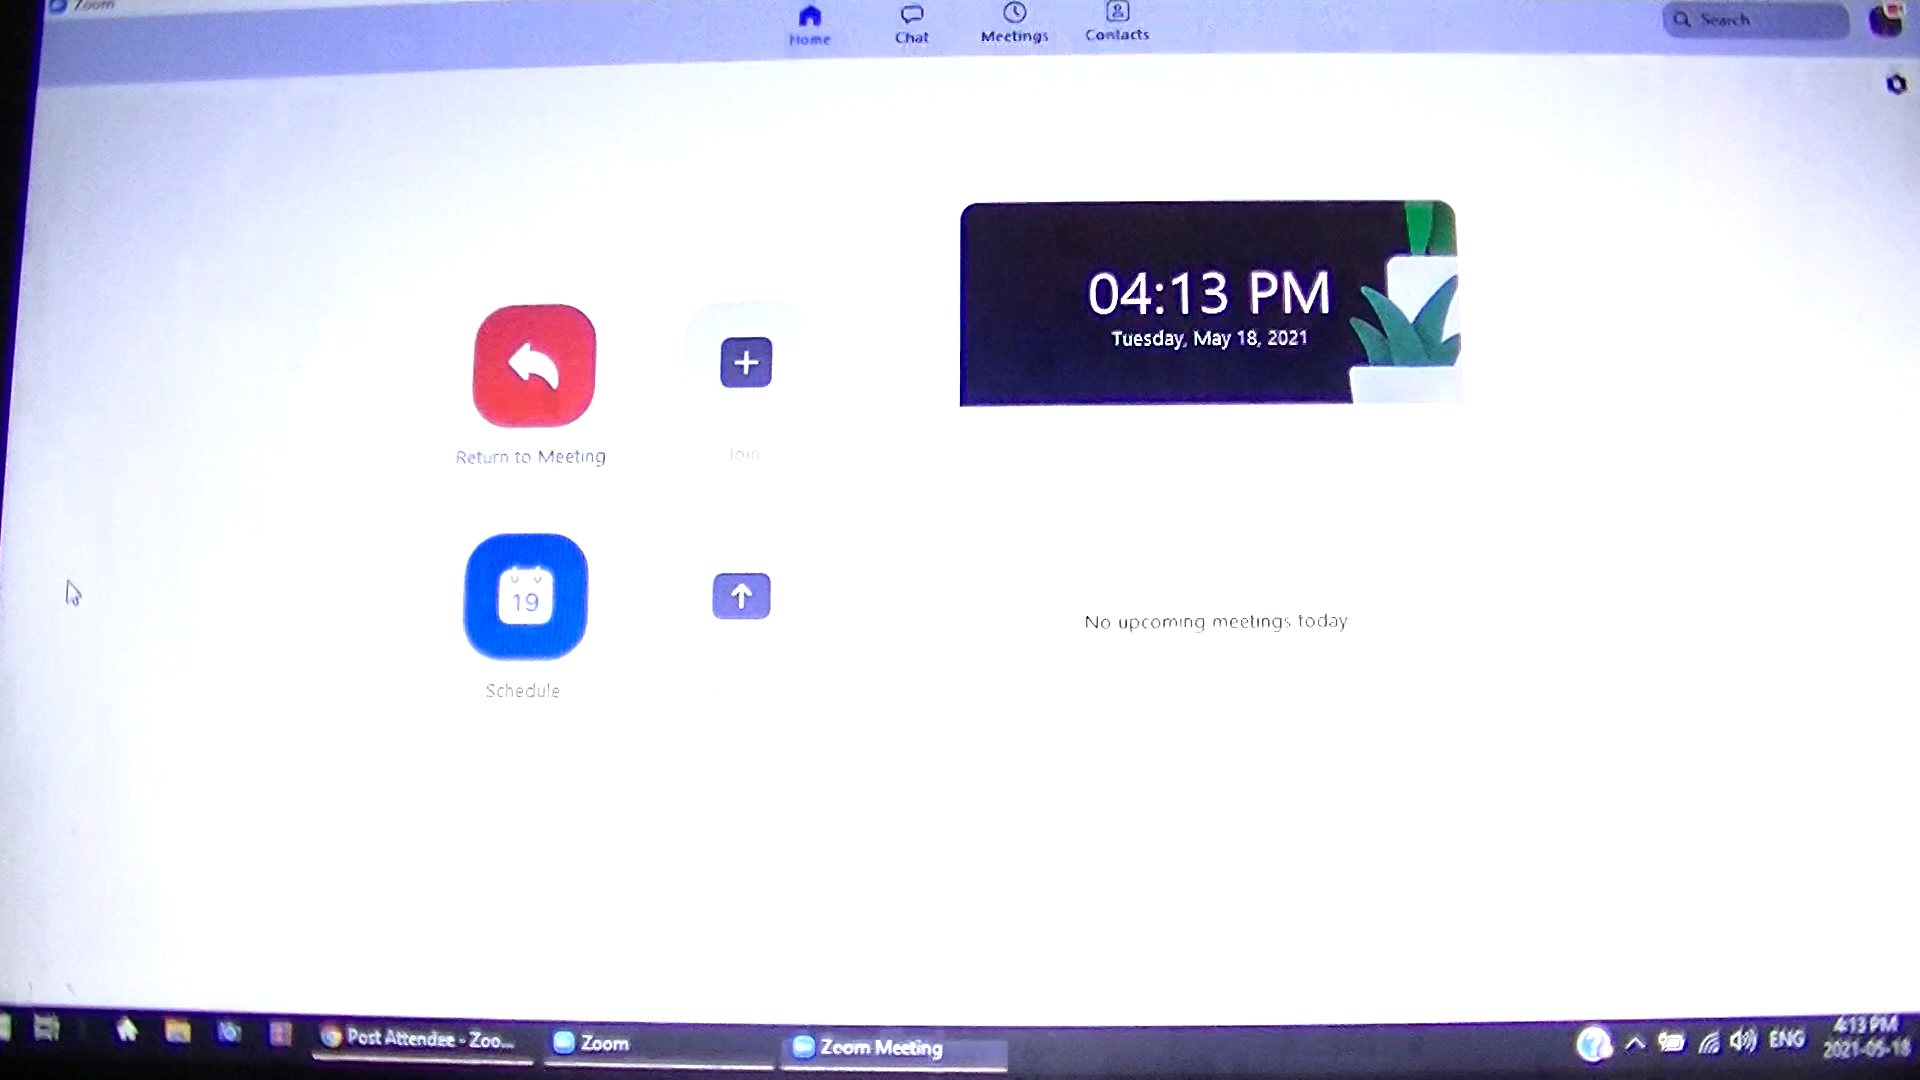 Zoom
Home
Chat
Meetings
Contacts
Search
04:13 PM
Tuesday, May 18, 2021
Return to Meeting
Join
19
Schedule
No upcoming meetings today
Post Attendee - Zoo...
Zoom
Zoom Meeting
ENG
4:13 PM
2021-05-18